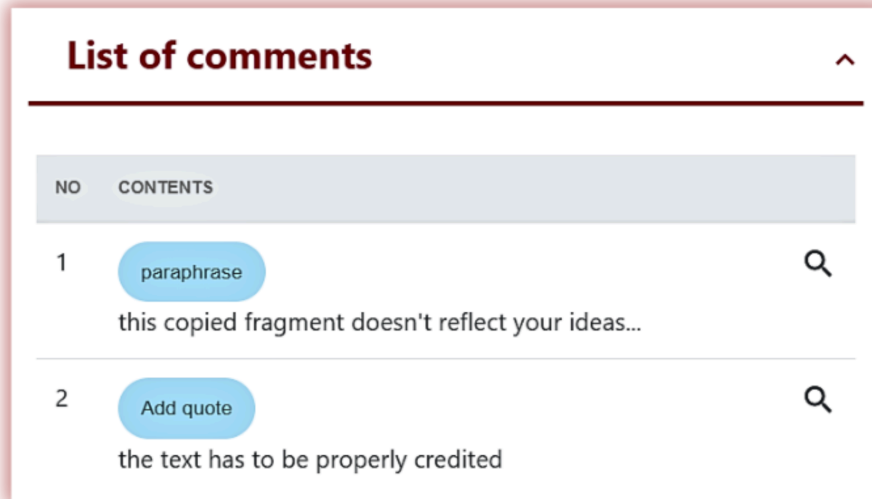 List of comments
NO CONTENTS
1 paraphrase
this copied fragment doesn't reflect your ideas...
2 Add quote
the text has to be properly credited